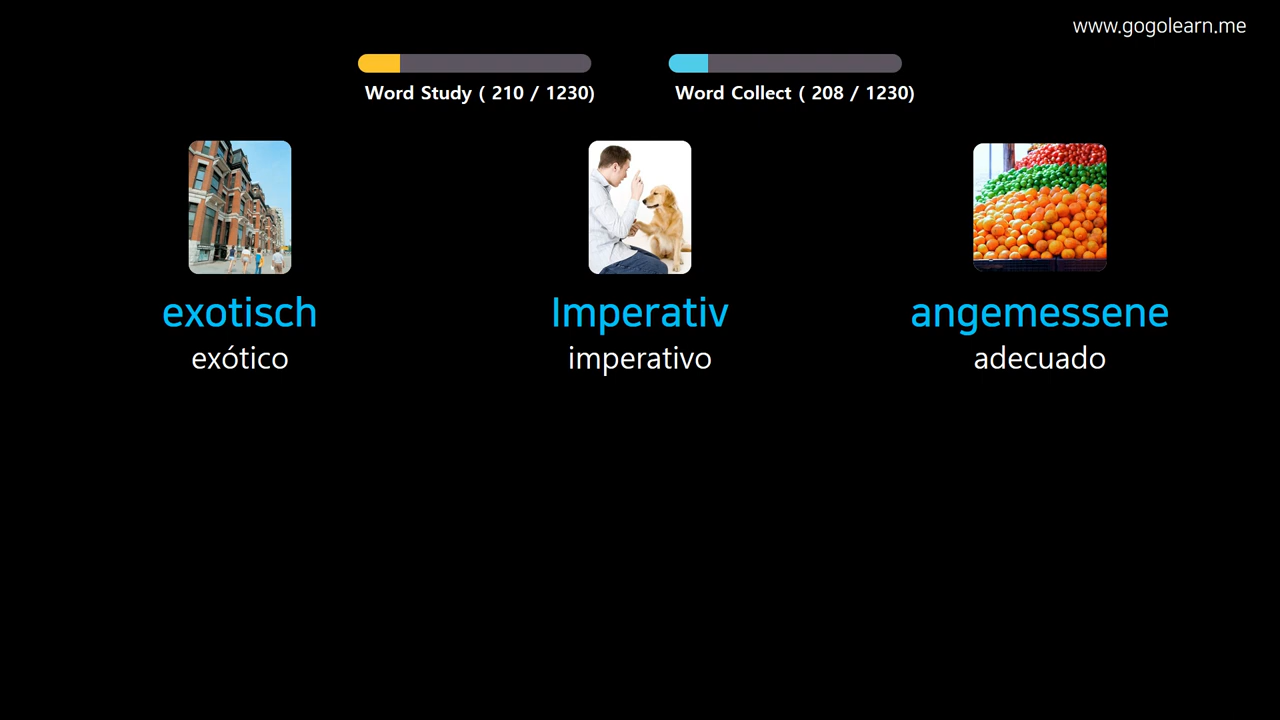 www.gogolearn.me
Word Study ( 210 / 1230)
Word Collect ( 208 / 1230)
exotisch
Imperativ
angemessene
exótico
imperativo
adecuado